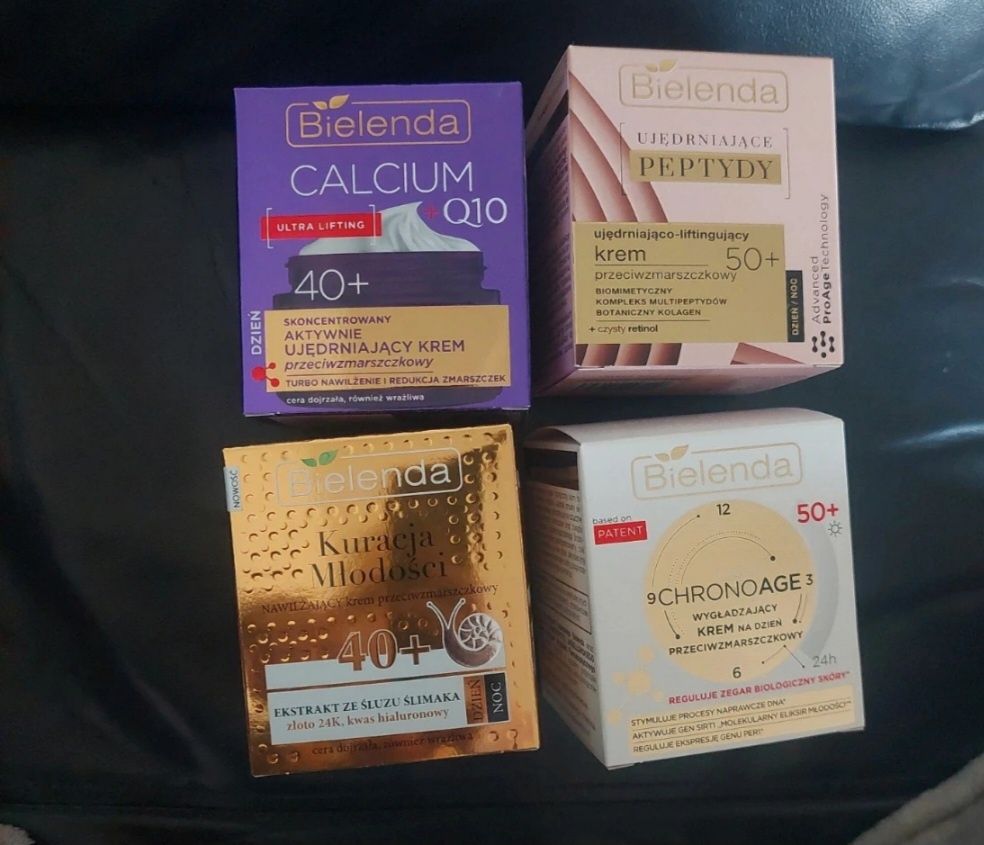 Bielenda
CALCIUM
+ Q10
ULTRA LIFTING
40+
DZIEŃ
SKONCENTROWANY
AKTYWNIE
UJĘDRNIAJĄCY KREM
przeciwzmarszczkowy
TURBO NAWILŻENIE I REDUKCJA ZMARSZCZEK
cera dojrzała, również wrażliwa
Bielenda
UJĘDRNIAJĄCE
PEPTYDY
ujędrniająco-liftingujący
krem 50+
przeciwzmarszczkowy
BIOMIMETYCZNY
KOMPLEKS MULTIPEPTYDÓW
BOTANICZNY KOLAGEN
+ czysty retinol
DZIEŃ / NOC
Advanced
ProAgeTechnology
NOWOŚĆ
Bielenda
Kuracja
Młodości
NAWILŻAJĄCY krem przeciwzmarszczkowy
40+
EKSTRAKT ZE ŚLUZU ŚLIMAKA
złoto 24K, kwas hialuronowy
DZIEŃ
NOC
cera dojrzała, również wrażliwa
Bielenda
based on
PATENT
50+
12
9 CHRONOAGE 3
WYGŁADZAJĄCY
KREM NA DZIEŃ
PRZECIWZMARSZCZKOWY
6
24h
REGULUJE ZEGAR BIOLOGICZNY SKÓRY*
STYMULUJE PROCESY NAPRAWCZE DNA*
AKTYWUJE GEN SIRT1 „MOLEKULARNY ELIKSIR MŁODOŚCI"**
REGULUJE EKSPRESJĘ GENU PER1*